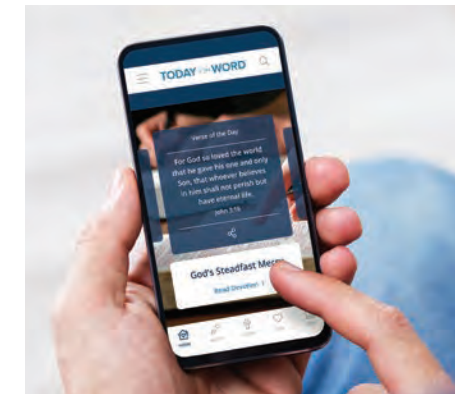 TODAY IN THE WORD
Verse of the Day
For God so loved the world
that he gave his one and only
Son, that whoever believes
in him shall not perish but
have eternal life.
John 3:16
God's Steadfast Mercy
Read Devotion
HOME